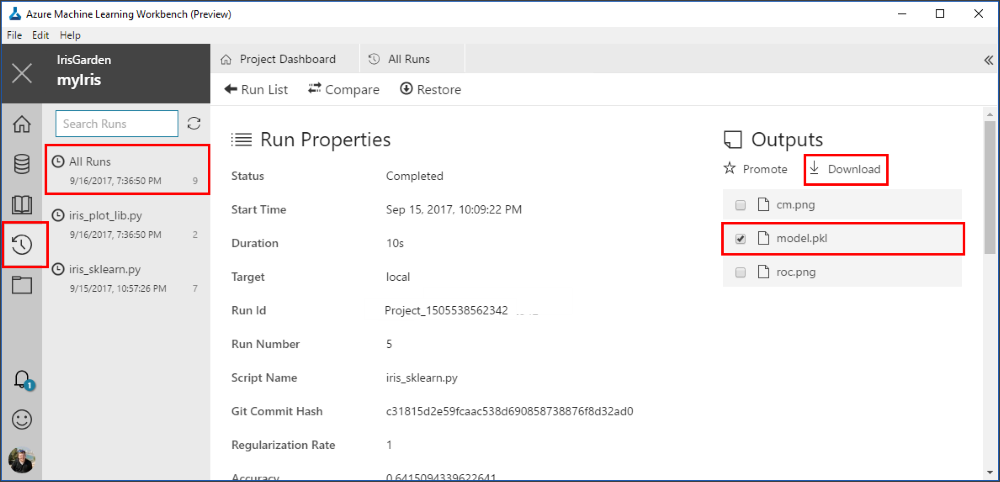 Azure Machine Learning Workbench (Preview)
File Edit Help
IrisGarden
myIris
Project Dashboard
All Runs
Run List
Compare
Restore
Search Runs
All Runs
9/16/2017, 7:36:50 PM 9
iris_plot_lib.py
9/16/2017, 7:36:50 PM 2
iris_sklearn.py
9/15/2017, 10:57:26 PM 7
1
Run Properties
Status Completed
Start Time Sep 15, 2017, 10:09:22 PM
Duration 10s
Target local
Run Id Project_1505538562342
Run Number 5
Script Name iris_sklearn.py
Git Commit Hash c31815d2e59fcaac538d690858738876f8d32ad0
Regularization Rate 1
Accuracy 0.6415094339622641
Outputs
Promote
Download
cm.png
model.pkl
roc.png